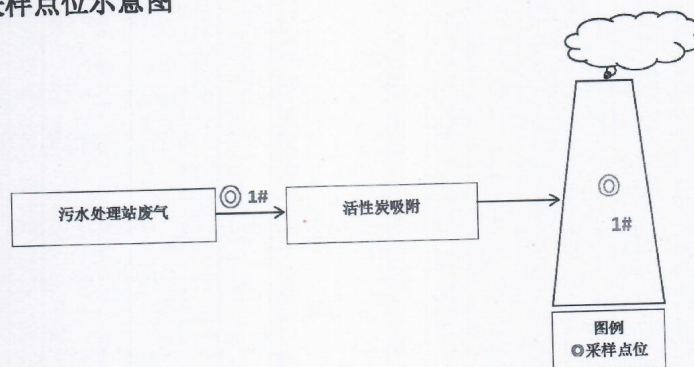 样点位示意图
◎ 1#
污水处理站废气
活性炭吸附
◎
1#
图例
◎采样点位